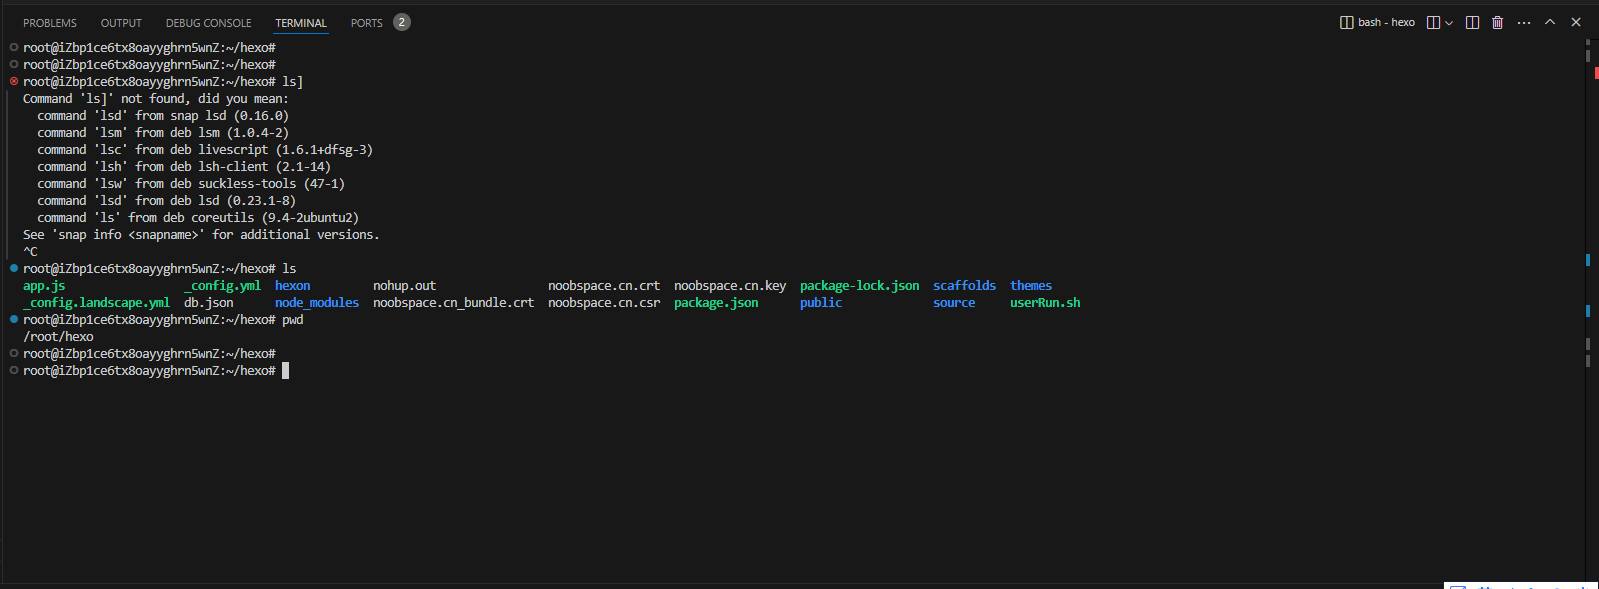 PROBLEMS OUTPUT DEBUG CONSOLE TERMINAL PORTS 2 bash - hexo
root@iZbp1ce6tx8oayyghrn5wnZ:~/hexo#
root@iZbp1ce6tx8oayyghrn5wnZ:~/hexo#
root@iZbp1ce6tx8oayyghrn5wnZ:~/hexo# ls]
Command 'ls]' not found, did you mean:
  command 'lsd' from snap lsd (0.16.0)
  command 'lsm' from deb lsm (1.0.4-2)
  command 'lsc' from deb livescript (1.6.1+dfsg-3)
  command 'lsh' from deb lsh-client (2.1-14)
  command 'lsw' from deb suckless-tools (47-1)
  command 'lsd' from deb lsd (0.23.1-8)
  command 'ls' from deb coreutils (9.4-2ubuntu2)
See 'snap info <snapname>' for additional versions.
^C
root@iZbp1ce6tx8oayyghrn5wnZ:~/hexo# ls
app.js _config.yml hexon nohup.out noobspace.cn.crt noobspace.cn.key package-lock.json scaffolds themes
_config.landscape.yml db.json node_modules noobspace.cn_bundle.crt noobspace.cn.csr package.json public source userRun.sh
root@iZbp1ce6tx8oayyghrn5wnZ:~/hexo# pwd
/root/hexo
root@iZbp1ce6tx8oayyghrn5wnZ:~/hexo#
root@iZbp1ce6tx8oayyghrn5wnZ:~/hexo#